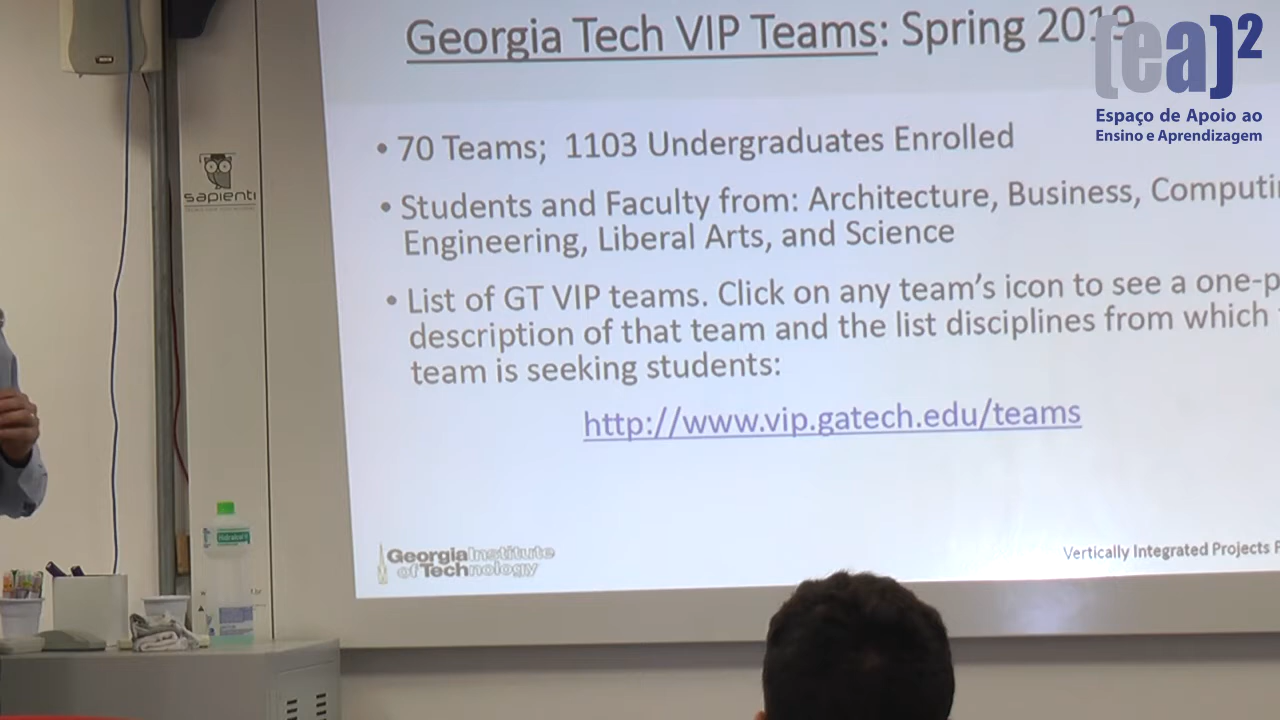 Georgia Tech VIP Teams: Spring 2019
(ea)²
Espaço de Apoio ao
Ensino e Aprendizagem
• 70 Teams; 1103 Undergraduates Enrolled
• Students and Faculty from: Architecture, Business, Computin
Engineering, Liberal Arts, and Science
• List of GT VIP teams. Click on any team's icon to see a one-p
description of that team and the list disciplines from which
team is seeking students:
http://www.vip.gatech.edu/teams
Georgia Institute
of Technology
Vertically Integrated Projects P
sapienti